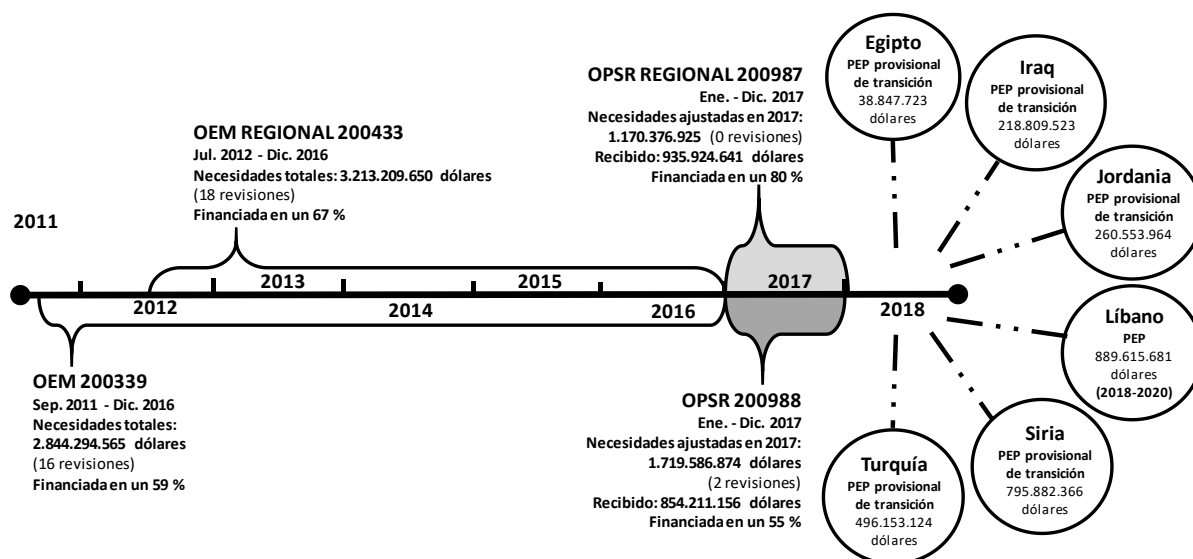 2011
OEM REGIONAL 200433
Jul. 2012 - Dic. 2016
Necesidades totales: 3.213.209.650 dólares
(18 revisiones)
Financiada en un 67 %
OPSR REGIONAL 200987
Ene. - Dic. 2017
Necesidades ajustadas en 2017:
1.170.376.925 (0 revisiones)
Recibido: 935.924.641 dólares
Financiada en un 80 %
2012
2013
2014
2015
2016
2017
2018
OEM 200339
Sep. 2011 - Dic. 2016
Necesidades totales:
2.844.294.565 dólares
(16 revisiones)
Financiada en un 59 %
OPSR 200988
Ene. - Dic. 2017
Necesidades ajustadas en 2017:
1.719.586.874 dólares
(2 revisiones)
Recibido: 854.211.156 dólares
Financiada en un 55 %
Egipto
PEP provisional
de transición
38.847.723
dólares
Iraq
PEP provisional
de transición
218.809.523
dólares
Jordania
PEP provisional
de transición
260.553.964
dólares
Líbano
PEP
889.615.681
dólares
(2018-2020)
Siria
PEP provisional
de transición
795.882.366
dólares
Turquía
PEP provisional
de transición
496.153.124
dólares